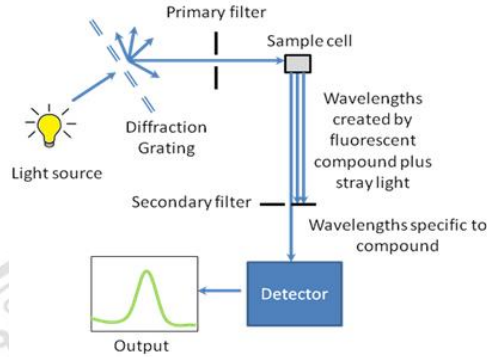 Primary filter
Sample cell
Diffraction
Grating
Light source
Wavelengths
created by
fluorescent
compound plus
stray light
Secondary filter
Wavelengths specific to
compound
Detector
Output